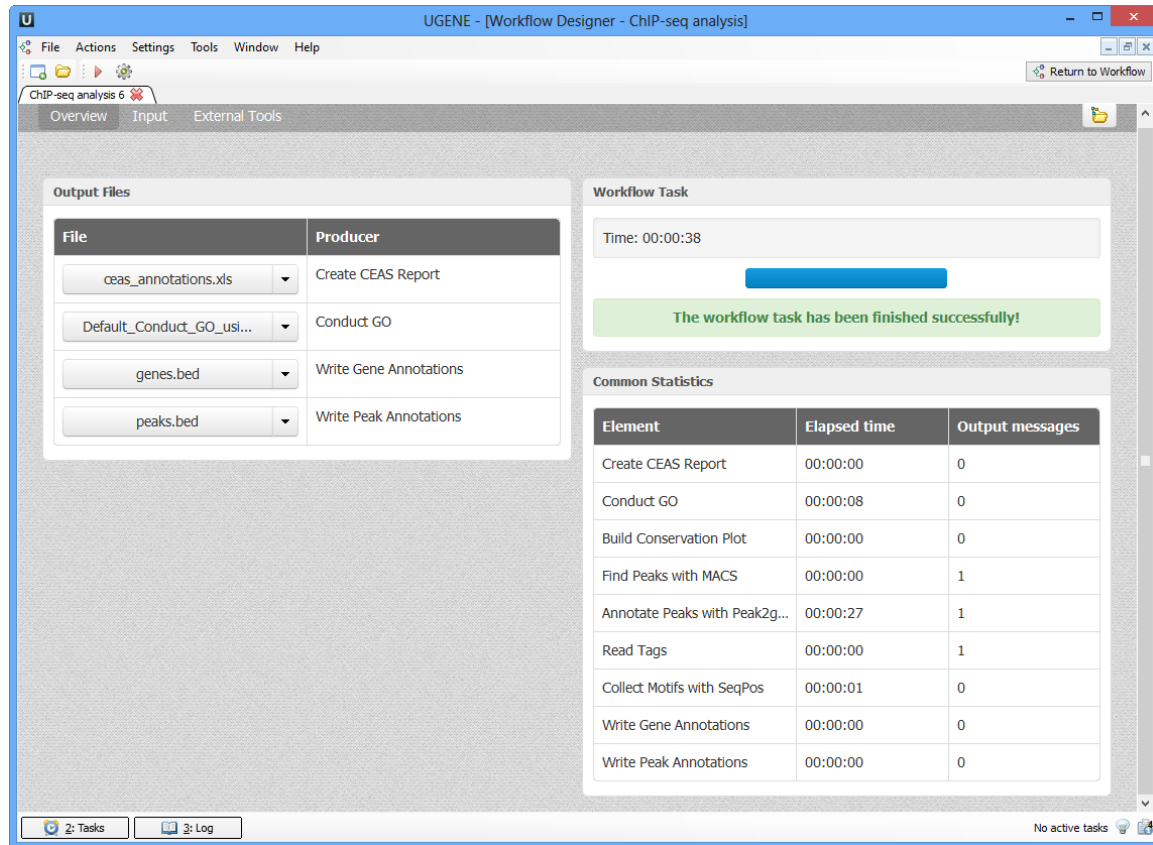 UGENE - [Workflow Designer - ChIP-seq analysis]
File Actions Settings Tools Window Help
Return to Workflow
ChIP-seq analysis 6
Overview Input External Tools
Output Files
File Producer
ceas_annotations.xls Create CEAS Report
Default_Conduct_GO_usi... Conduct GO
genes.bed Write Gene Annotations
peaks.bed Write Peak Annotations
Workflow Task
Time: 00:00:38
The workflow task has been finished successfully!
Common Statistics
Element Elapsed time Output messages
Create CEAS Report 00:00:00 0
Conduct GO 00:00:08 0
Build Conservation Plot 00:00:00 0
Find Peaks with MACS 00:00:00 1
Annotate Peaks with Peak2g... 00:00:27 1
Read Tags 00:00:00 1
Collect Motifs with SeqPos 00:00:01 0
Write Gene Annotations 00:00:00 0
Write Peak Annotations 00:00:00 0
2: Tasks 3: Log No active tasks